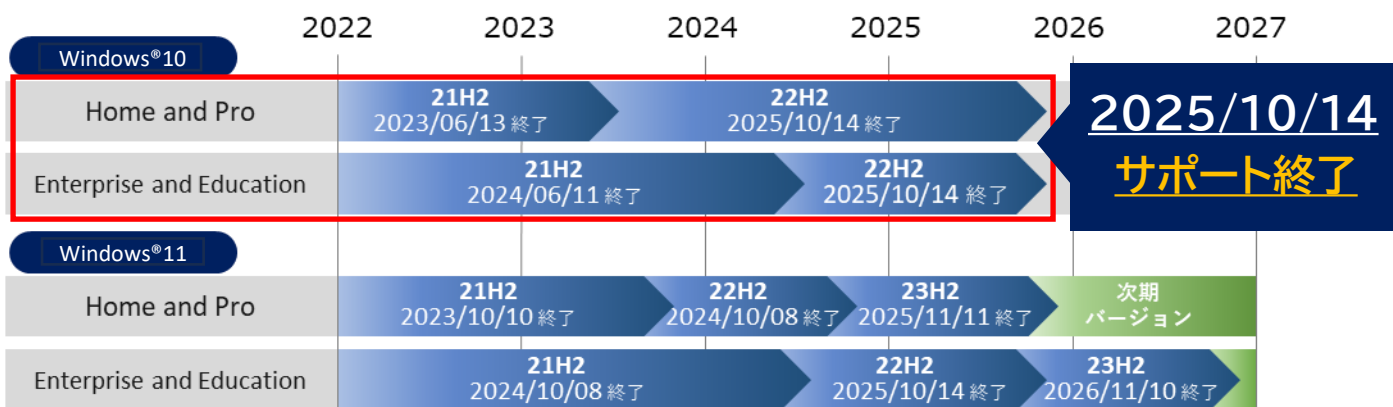 2022 2023 2024 2025 2026 2027
Windows®10
Home and Pro
21H2
2023/06/13 終了
22H2
2025/10/14 終了
Enterprise and Education
21H2
2024/06/11 終了
22H2
2025/10/14 終了
2025/10/14
サポート終了
Windows®11
Home and Pro
21H2
2023/10/10 終了
22H2
2024/10/08 終了
23H2
2025/11/11 終了
次期
バージョン
Enterprise and Education
21H2
2024/10/08 終了
22H2
2025/10/14 終了
23H2
2026/11/10 終了